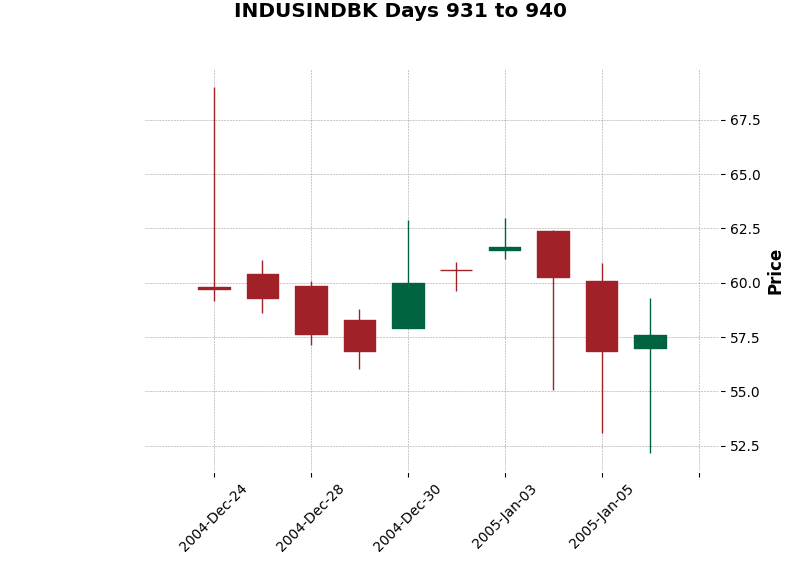 INDUSINDBK Days 931 to 940
67.5
65.0
62.5
60.0
57.5
55.0
52.5
Price
2004-Dec-24
2004-Dec-28
2004-Dec-30
2005-Jan-03
2005-Jan-05